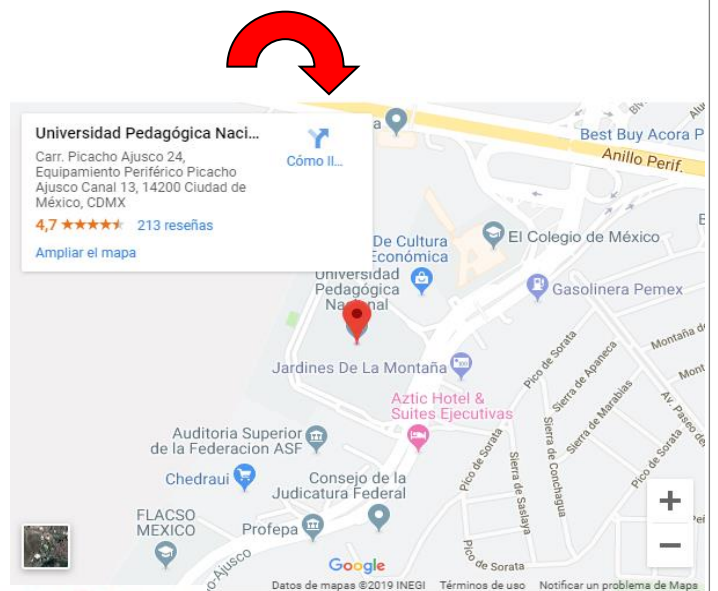 Universidad Pedagógica Naci...
Carr. Picacho Ajusco 24,
Equipamiento Periférico Picacho
Ajusco Canal 13, 14200 Ciudad de
México, CDMX
4,7
213 reseñas
Ampliar el mapa
Cómo ll...
a
Best Buy Acora P
Anillo Perif.
De Cultura
Económica
El Colegio de México
Universidad
Pedagógica
Nacional
Gasolinera Pemex
Jardines De La Montaña
Aztic Hotel &
Suites Ejecutivas
Pico de Sorata
Sierra de Apaneca
Montaña d
Mont
Sierra de Marabias
Av. Paseo de
Auditoria Superior
de la Federacion ASF
Chedraui
Consejo de la
Judicatura Federal
Pico de Sorata
Sierra de Conchagua
Sierra de Saslaya
Pico de Sorata
FLACSO
MEXICO
Profepa
o-Ajusco
Pico de Sorata
+
−
Google
Datos de mapas ©2019 INEGI
Términos de uso
Notificar un problema de Maps